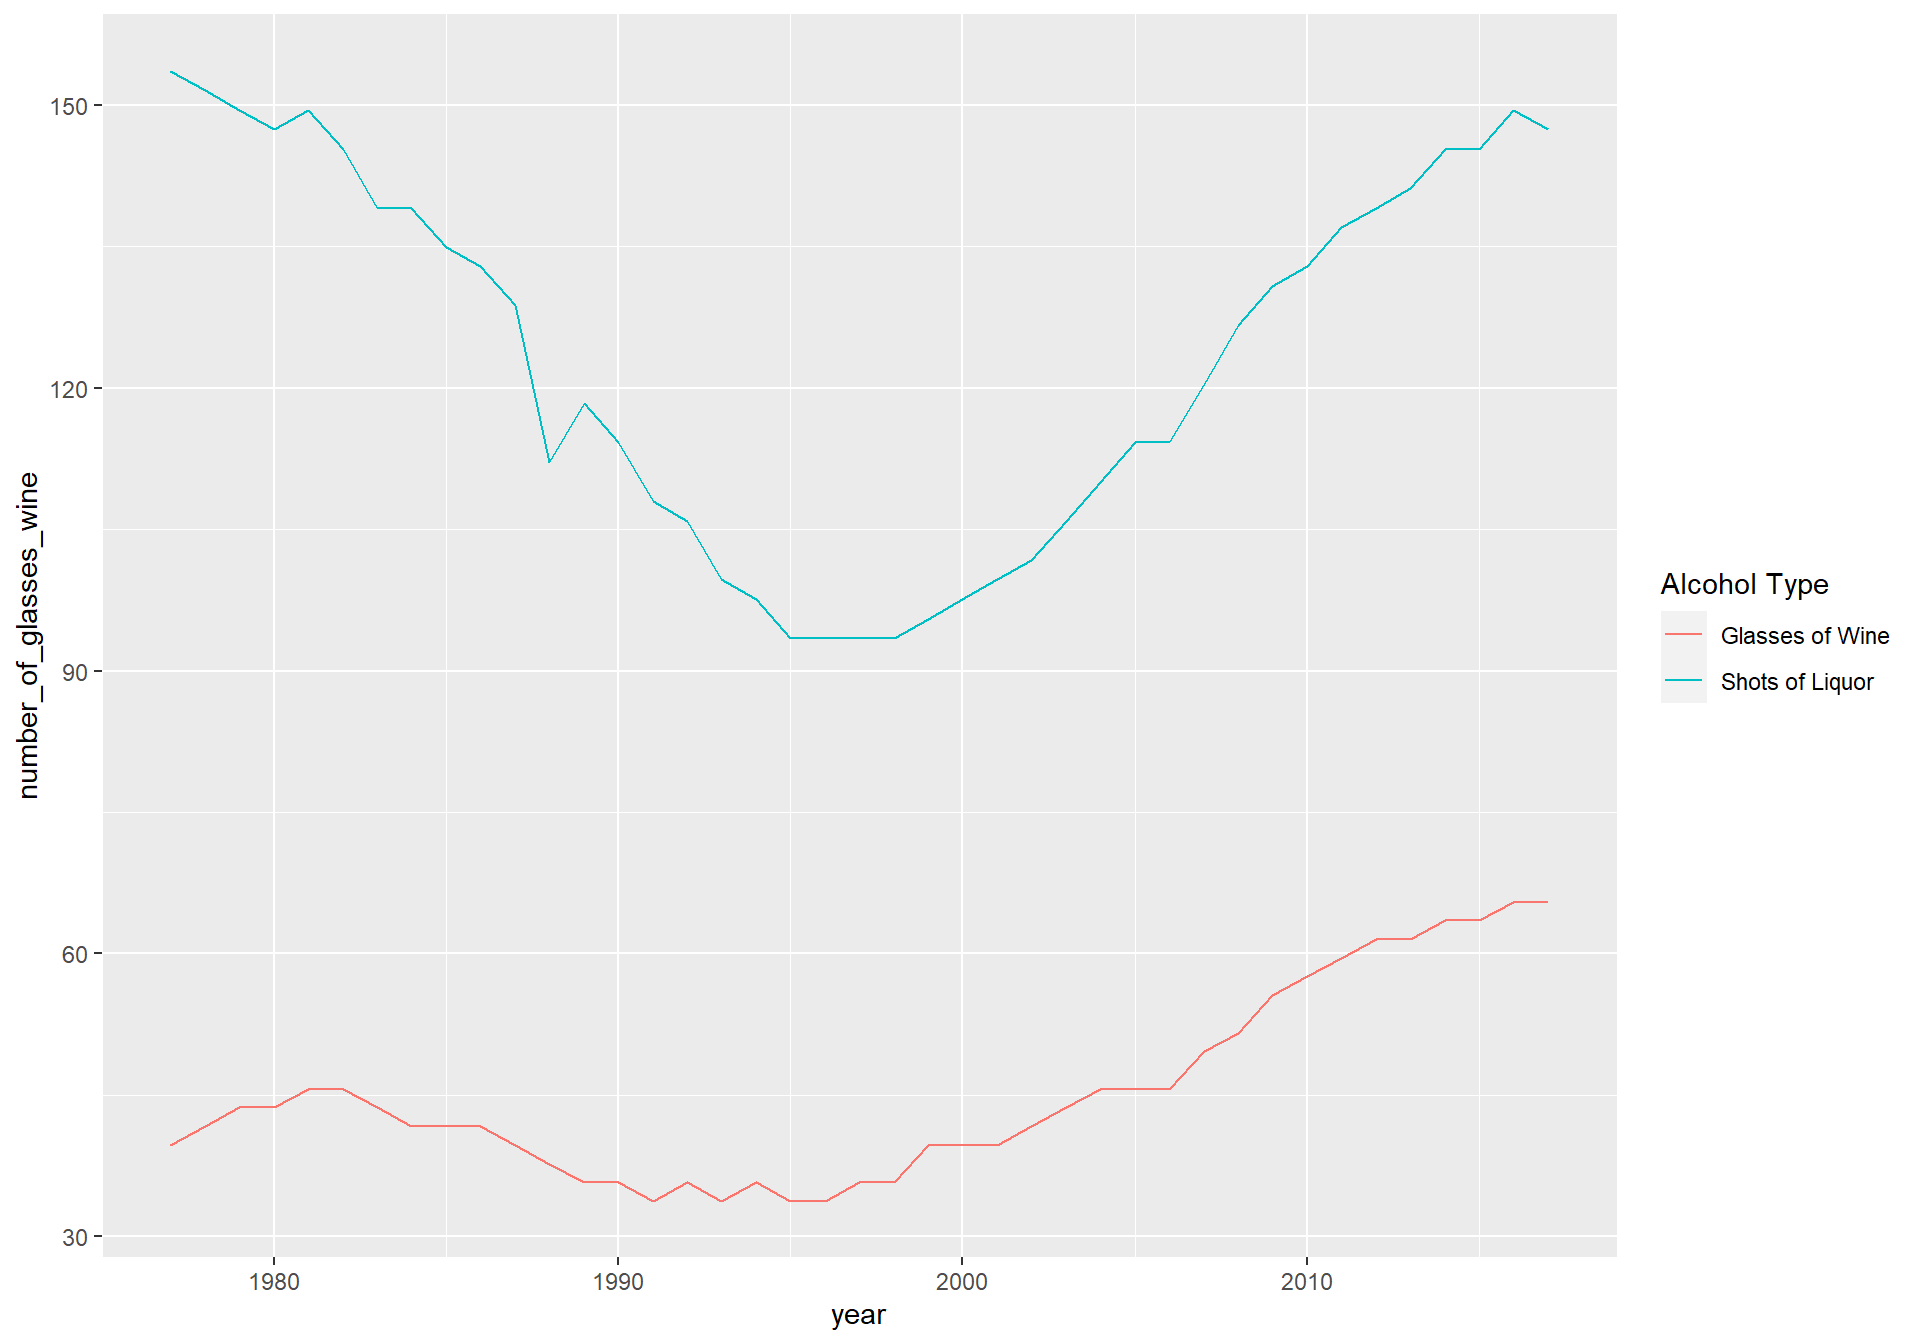 150
120
90
60
30
number_of_glasses_wine
1980
1990
2000
2010
year
Alcohol Type
Glasses of Wine
Shots of Liquor